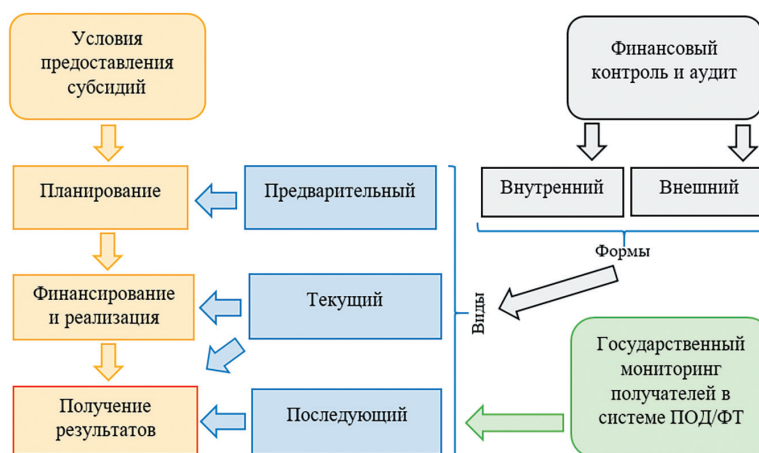 Условия
предоставления
субсидий
Финансовый
контроль и аудит
Планирование
Предварительный
Внутренний
Внешний
Формы
Финансирование
и реализация
Текущий
Виды
Государственный
мониторинг
получателей в
системе ПОД/ФТ
Получение
результатов
Последующий